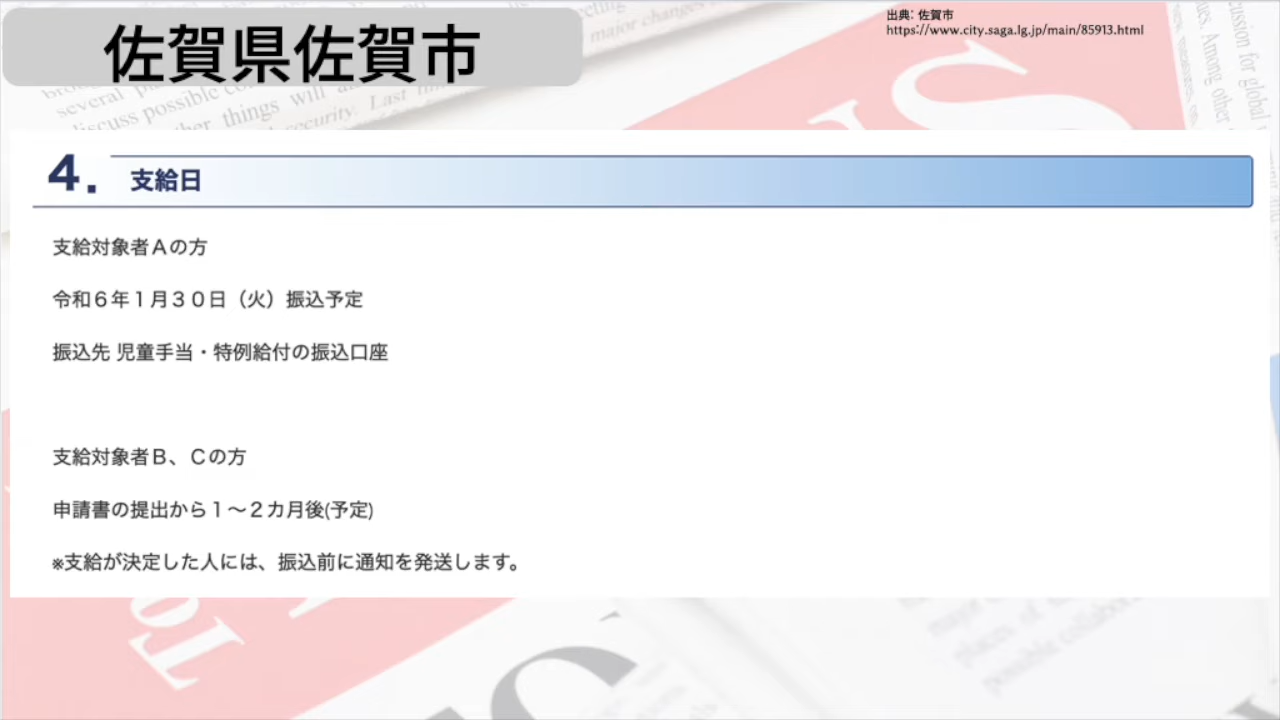 佐賀県佐賀市
出典: 佐賀市
https://www.city.saga.lg.jp/main/85913.html
4. 支給日
支給対象者Aの方
令和6年1月30日（火）振込予定
振込先 児童手当・特例給付の振込口座
支給対象者B、Cの方
申請書の提出から1〜2カ月後(予定)
※支給が決定した人には、振込前に通知を発送します。